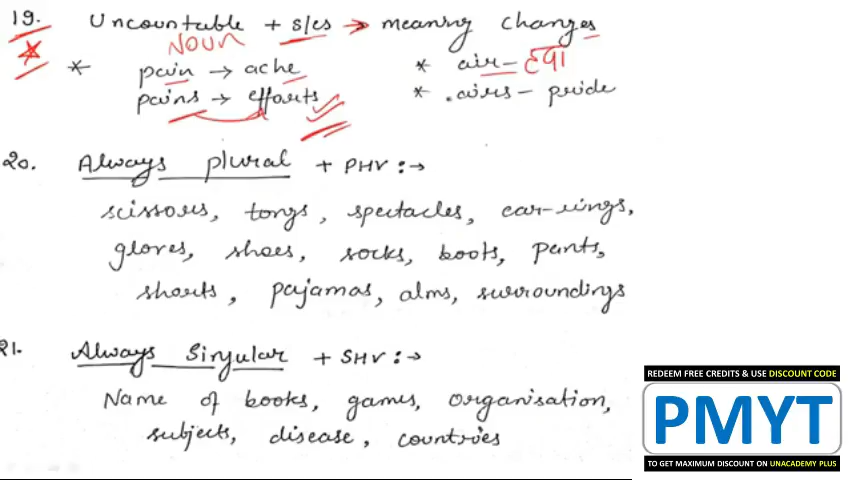 19. Uncountable + s/es → meaning changes
NOUN
* pain → ache * air - हवा
pains → efforts * .airs - pride
20. Always plural + PHV :→
scissors, tongs, spectacles, ear-rings,
gloves, shoes, socks, boots, pants,
shorts, pajamas, alms, surroundings
21. Always Singular + SHV :→
Name of books, games, organisation,
subjects, disease, countries
REDEEM FREE CREDITS & USE DISCOUNT CODE
PMYT
TO GET MAXIMUM DISCOUNT ON UNACADEMY PLUS